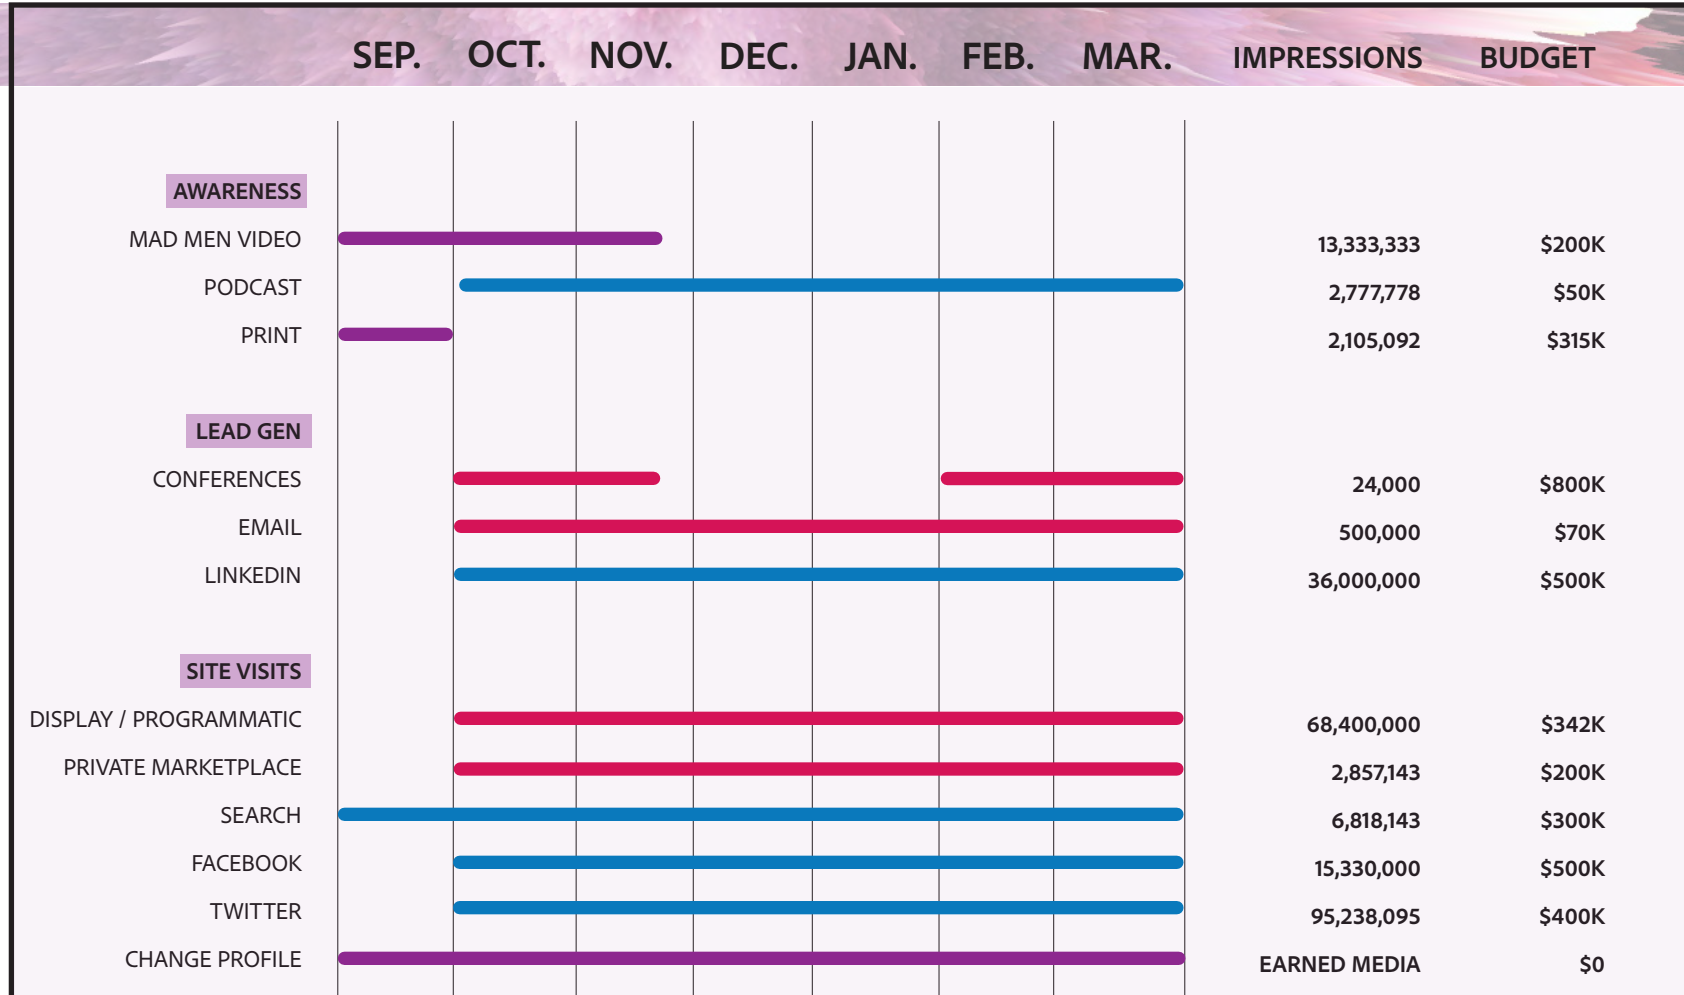 SEP. OCT. NOV. DEC. JAN. FEB. MAR. IMPRESSIONS BUDGET
AWARENESS
MAD MEN VIDEO 13,333,333 $200K
PODCAST 2,777,778 $50K
PRINT 2,105,092 $315K
LEAD GEN
CONFERENCES 24,000 $800K
EMAIL 500,000 $70K
LINKEDIN 36,000,000 $500K
SITE VISITS
DISPLAY / PROGRAMMATIC 68,400,000 $342K
PRIVATE MARKETPLACE 2,857,143 $200K
SEARCH 6,818,143 $300K
FACEBOOK 15,330,000 $500K
TWITTER 95,238,095 $400K
CHANGE PROFILE EARNED MEDIA $0